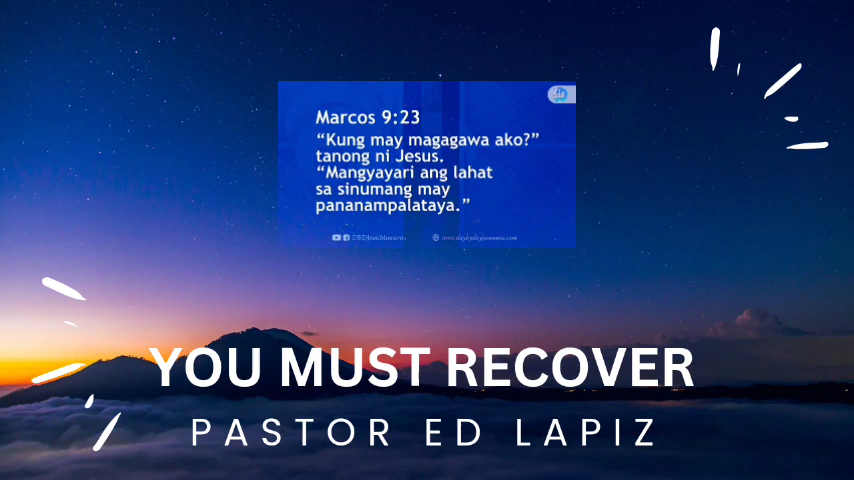 Marcos 9:23
“Kung may magagawa ako?”
tanong ni Jesus.
“Mangyayari ang lahat
sa sinumang may
pananampalataya.”
YOU MUST RECOVER
PASTOR ED LAPIZ